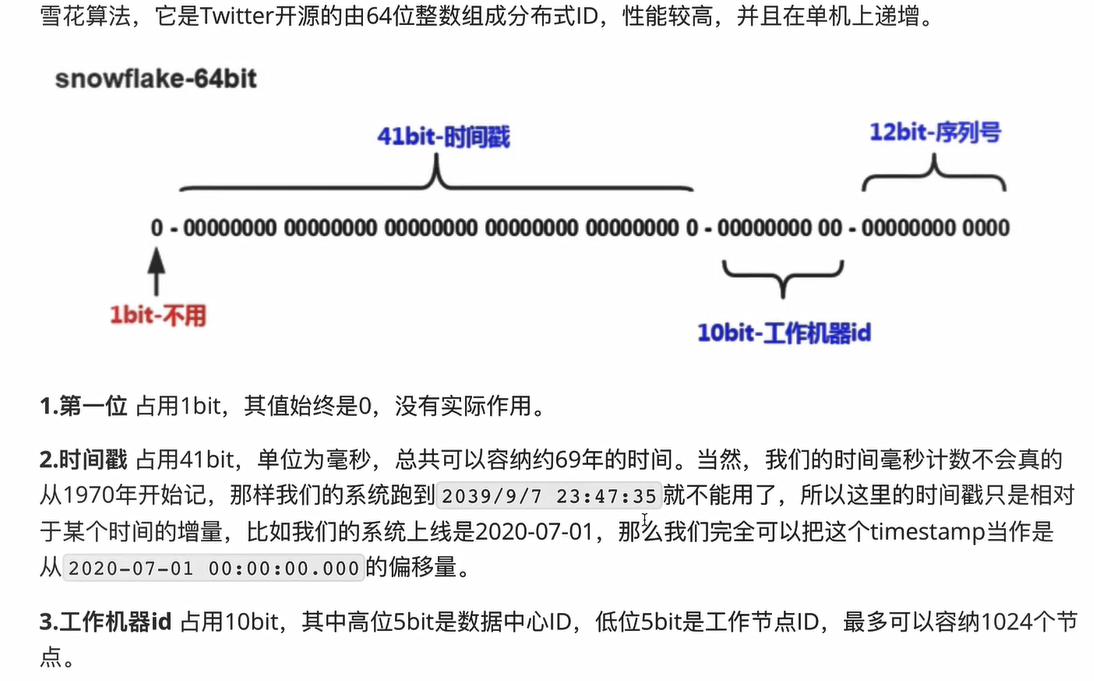 雪花算法，它是Twitter开源的由64位整数组成分布式ID，性能较高，并且在单机上递增。
snowflake-64bit
41bit-时间戳
12bit-序列号
0 - 00000000 00000000 00000000 00000000 00000000 0 - 00000000 00 - 00000000 0000
1bit-不用
10bit-工作机器id
1.第一位 占用1bit，其值始终是0，没有实际作用。
2.时间戳 占用41bit，单位为毫秒，总共可以容纳约69年的时间。当然，我们的时间毫秒计数不会真的
从1970年开始记，那样我们的系统跑到 2039/9/7 23:47:35 就不能用了，所以这里的时间戳只是相对
于某个时间的增量，比如我们的系统上线是2020-07-01，那么我们完全可以把这个timestamp当作是
从 2020-07-01 00:00:00.000 的偏移量。
3.工作机器id 占用10bit，其中高位5bit是数据中心ID，低位5bit是工作节点ID，最多可以容纳1024个节
点。